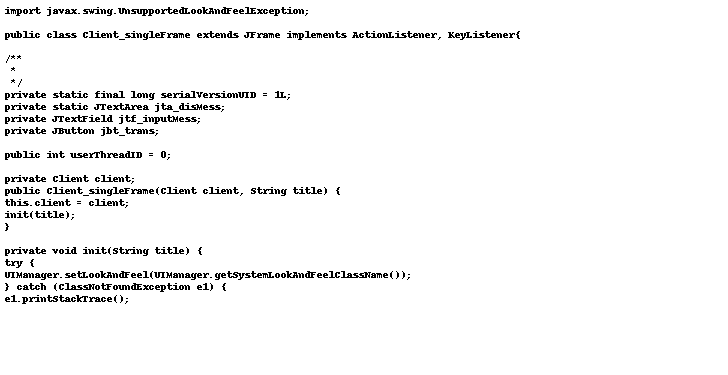 import javax.swing.UnsupportedLookAndFeelException;
public class Client_singleFrame extends JFrame implements ActionListener, KeyListener{
/**
*
*/
private static final long serialVersionUID = 1L;
private static JTextArea jta_disMess;
private JTextField jtf_inputMess;
private JButton jbt_trans;
public int userThreadID = 0;
private Client client;
public Client_singleFrame(Client client, String title) {
this.client = client;
init(title);
}
private void init(String title) {
try {
UIManager.setLookAndFeel(UIManager.getSystemLookAndFeelClassName());
} catch (ClassNotFoundException e1) {
e1.printStackTrace();